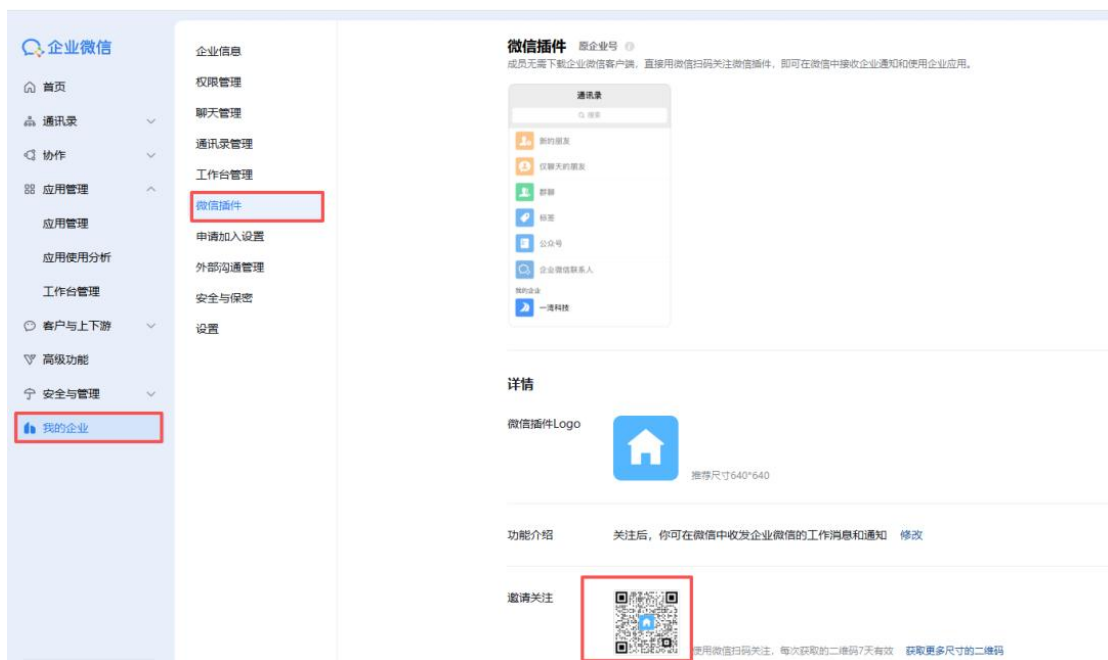 企业微信
首页
通讯录
协作
应用管理
应用管理
应用使用分析
工作台管理
客户与上下游
高级功能
安全与管理
我的企业
企业信息
权限管理
聊天管理
通讯录管理
工作台管理
微信插件
申请加入设置
外部沟通管理
安全与保密
设置
微信插件 原企业号
成员无需下载企业微信客户端，直接用微信扫码关注微信插件，即可在微信中接收企业通知和使用企业应用。
通讯录
搜索
新的朋友
仅聊天的朋友
群聊
标签
公众号
企业微信联系人
我的企业
一湾科技
详情
微信插件Logo
推荐尺寸640*640
功能介绍 关注后，你可在微信中收发企业微信的工作消息和通知 修改
邀请关注
使用微信扫码关注，每次获取的二维码7天有效 获取更多尺寸的二维码